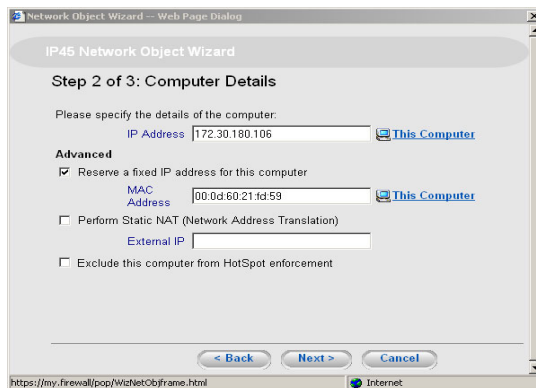 Network Object Wizard -- Web Page Dialog
IP45 Network Object Wizard
Step 2 of 3: Computer Details
Please specify the details of the computer:
IP Address 172.30.180.106 This Computer
Advanced
Reserve a fixed IP address for this computer
MAC Address 00:0d:60:21:fd:59 This Computer
Perform Static NAT (Network Address Translation)
External IP
Exclude this computer from HotSpot enforcement
< Back Next > Cancel
https://my.firewall/pop/WizNetObjframe.html Internet